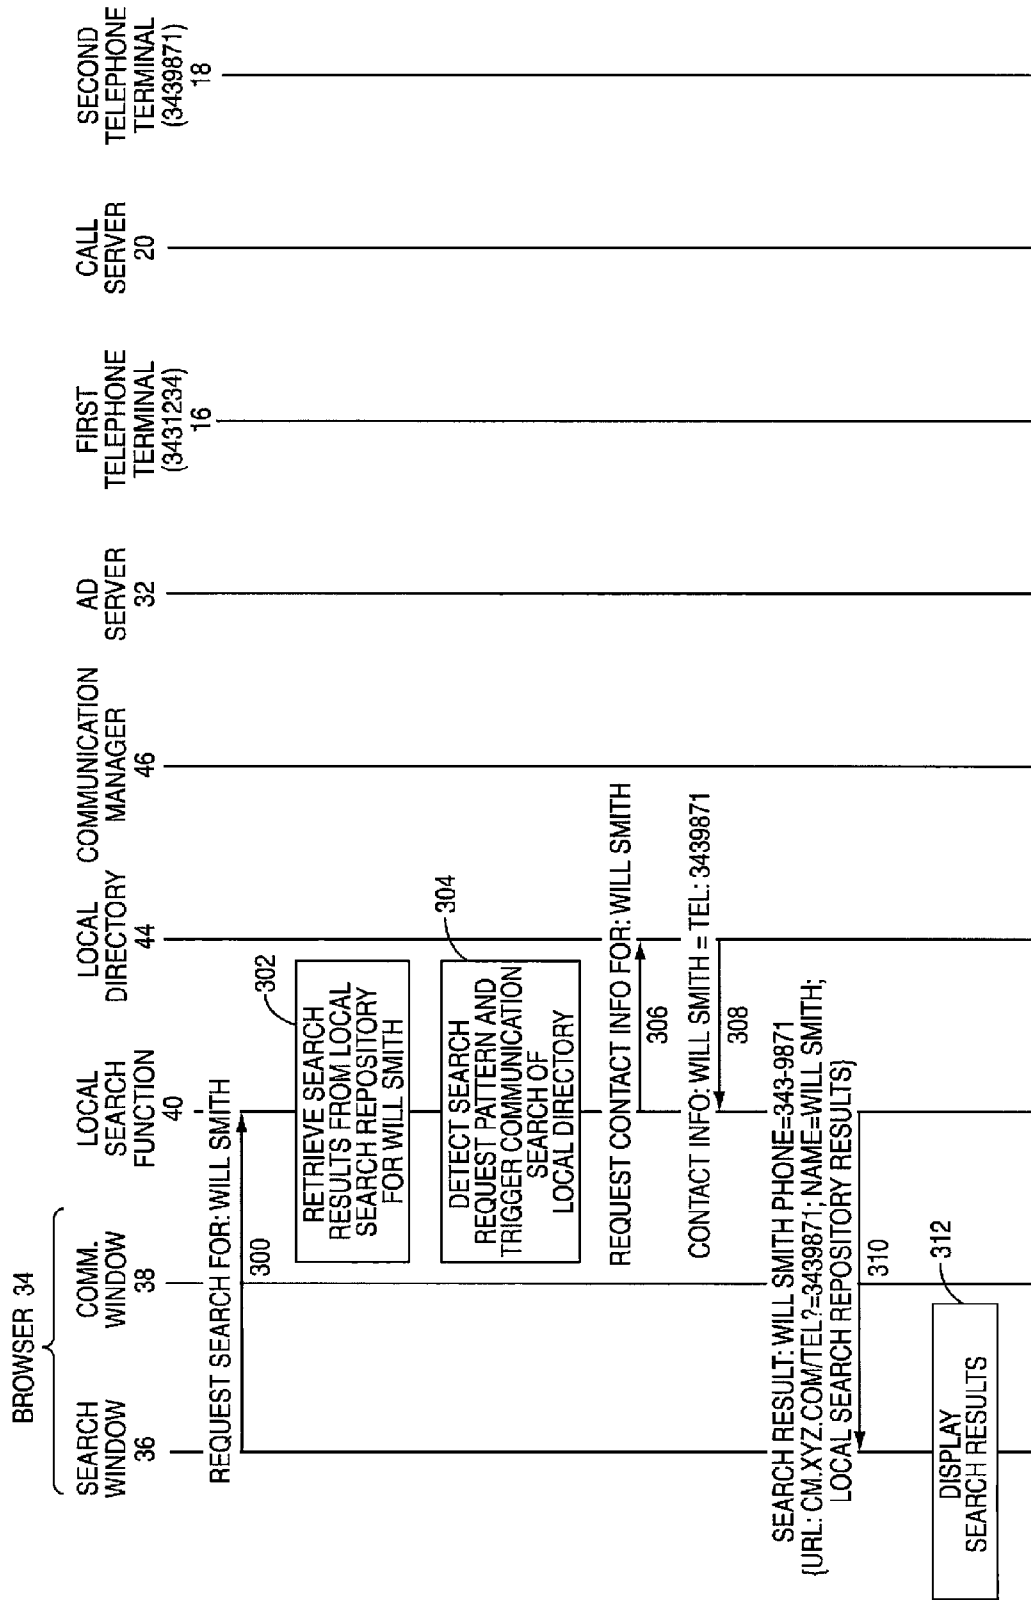 BROWSER 34
SEARCH
WINDOW
36
COMM.
WINDOW
38
LOCAL
SEARCH
FUNCTION
40
LOCAL
DIRECTORY
44
COMMUNICATION
MANAGER
46
AD
SERVER
32
FIRST
TELEPHONE
TERMINAL
(3431234)
16
CALL
SERVER
20
SECOND
TELEPHONE
TERMINAL
(3439871)
18
REQUEST SEARCH FOR: WILL SMITH
300
302
RETRIEVE SEARCH
RESULTS FROM LOCAL
SEARCH REPOSITORY
FOR WILL SMITH
304
DETECT SEARCH
REQUEST PATTERN AND
TRIGGER COMMUNICATION
SEARCH OF
LOCAL DIRECTORY
REQUEST CONTACT INFO FOR: WILL SMITH
306
CONTACT INFO: WILL SMITH = TEL: 3439871
308
SEARCH RESULT: WILL SMITH PHONE=343-9871
{URL: CM.XYZ.COM/TEL?=3439871; NAME=WILL SMITH;
LOCAL SEARCH REPOSITORY RESULTS}
310
312
DISPLAY
SEARCH RESULTS